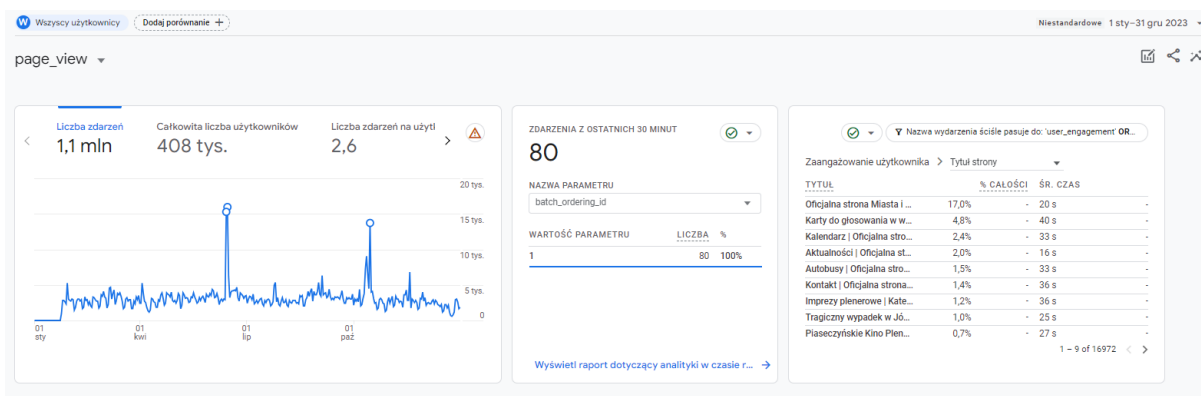 W Wszyscy użytkownicy Dodaj porównanie + Niestandardowe 1 sty–31 gru 2023
page_view
Liczba zdarzeń Całkowita liczba użytkowników Liczba zdarzeń na użytl
1,1 mln 408 tys. 2,6
20 tys.
15 tys.
10 tys.
5 tys.
0
01 01 01 01
sty kwi lip paź
ZDARZENIA Z OSTATNICH 30 MINUT
80
NAZWA PARAMETRU
batch_ordering_id
WARTOŚĆ PARAMETRU LICZBA %
1 80 100%
Wyświetl raport dotyczący analityki w czasie r...
Nazwa wydarzenia ściśle pasuje do: 'user_engagement' OR...
Zaangażowanie użytkownika > Tytuł strony
TYTUŁ % CAŁOŚCI ŚR. CZAS
Oficjalna strona Miasta i ... 17,0% - 20 s -
Karty do głosowania w w... 4,8% - 40 s -
Kalendarz | Oficjalna stro... 2,4% - 33 s -
Aktualności | Oficjalna st... 2,0% - 16 s -
Autobusy | Oficjalna stro... 1,5% - 33 s -
Kontakt | Oficjalna strona... 1,4% - 36 s -
Imprezy plenerowe | Kate... 1,2% - 36 s -
Tragiczny wypadek w Jó... 1,0% - 25 s -
Piaseczyńskie Kino Plen... 0,7% - 27 s -
1 – 9 of 16972